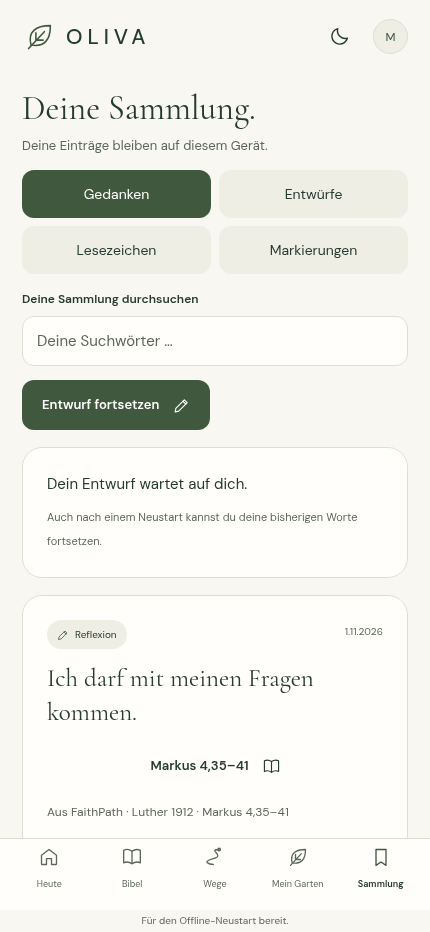 OLIVA
M
Deine Sammlung.
Deine Einträge bleiben auf diesem Gerät.
Gedanken
Entwürfe
Lesezeichen
Markierungen
Deine Sammlung durchsuchen
Deine Suchwörter ...
Entwurf fortsetzen
Dein Entwurf wartet auf dich.
Auch nach einem Neustart kannst du deine bisherigen Worte
fortsetzen.
Reflexion
1.11.2026
Ich darf mit meinen Fragen
kommen.
Markus 4,35–41
Aus FaithPath · Luther 1912 · Markus 4,35–41
Heute
Bibel
Wege
Mein Garten
Sammlung
Für den Offline-Neustart bereit.